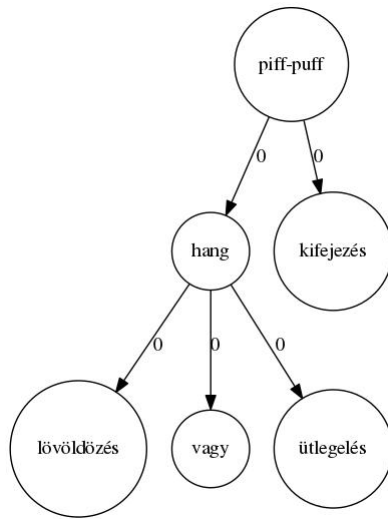 piff-puff
0 0
hang kifejezés
0 0 0
lövöldözés vagy ütlegelés